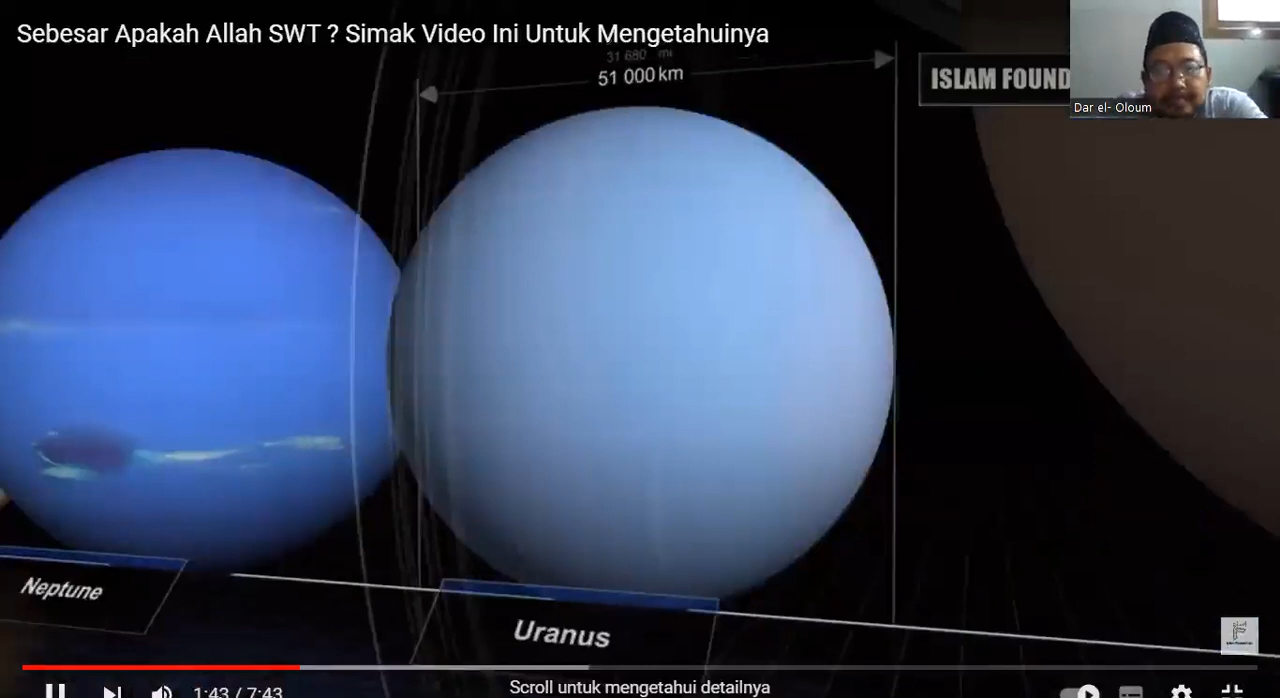 Sebesar Apakah Allah SWT ? Simak Video Ini Untuk Mengetahuinya
31 680 mi
51 000 km
ISLAM FOUND
Dar el- Oloum
Neptune
Uranus
1:43 / 7:43
Scroll untuk mengetahui detailnya